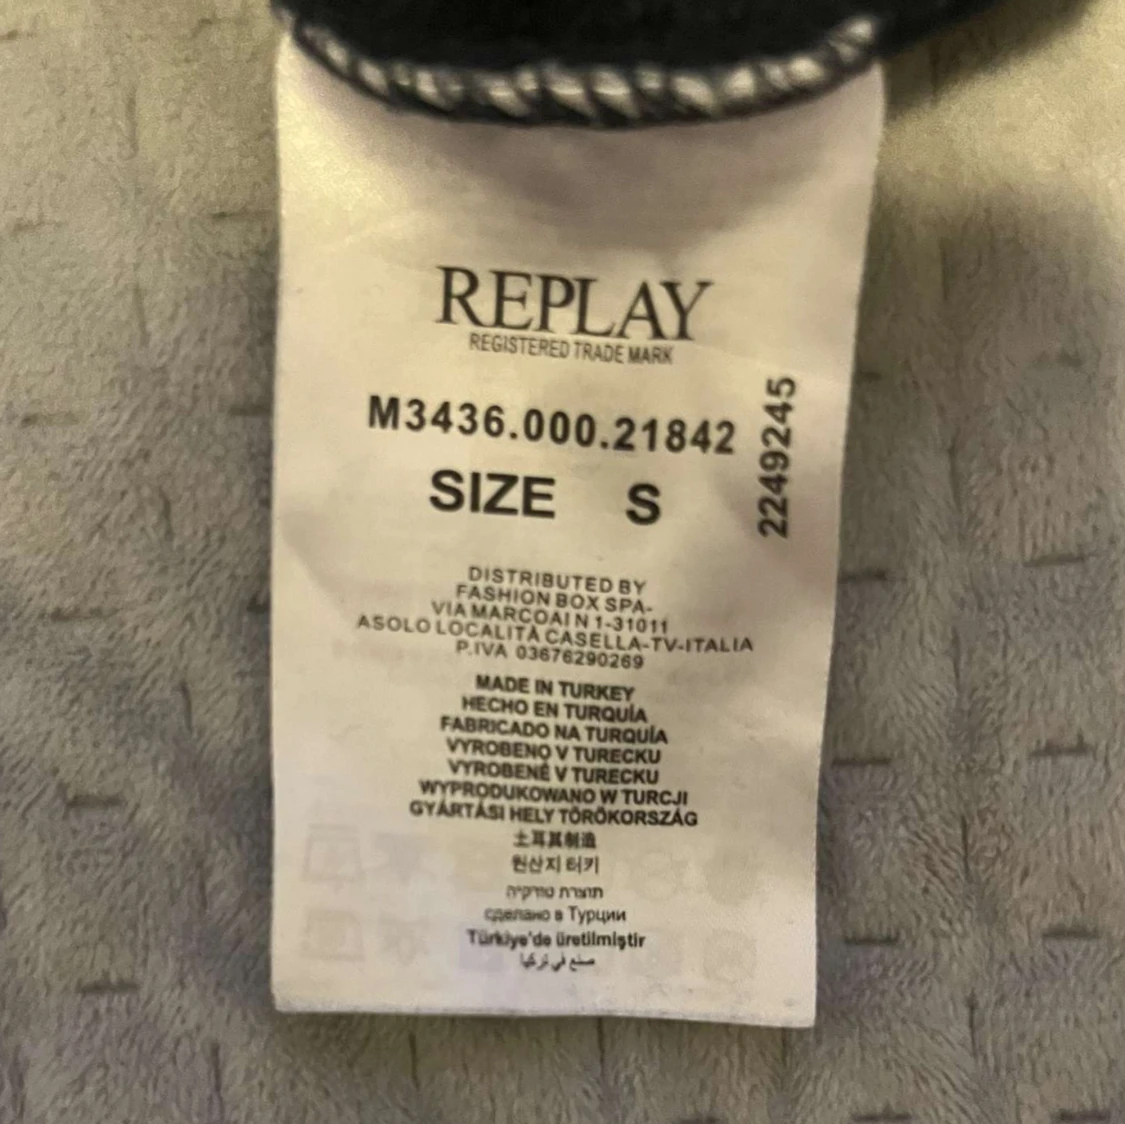 REPLAY
REGISTERED TRADE MARK
M3436.000.21842
2249245
SIZE S
DISTRIBUTED BY
FASHION BOX SPA-
VIA MARCOAI N 1-31011
ASOLO LOCALITÀ CASELLA-TV-ITALIA
P.IVA 03676290269
MADE IN TURKEY
HECHO EN TURQUÍA
FABRICADO NA TURQUÍA
VYROBENO V TURECKU
VYROBENÉ V TURECKU
WYPRODUKOWANO W TURCJI
GYÁRTÁSI HELY TÖRÖKORSZÁG
土耳其制造
원산지 터키
תוצרת טורקיה
сделано в Турции
Türkiye'de üretilmiştir
صنع في تركيا